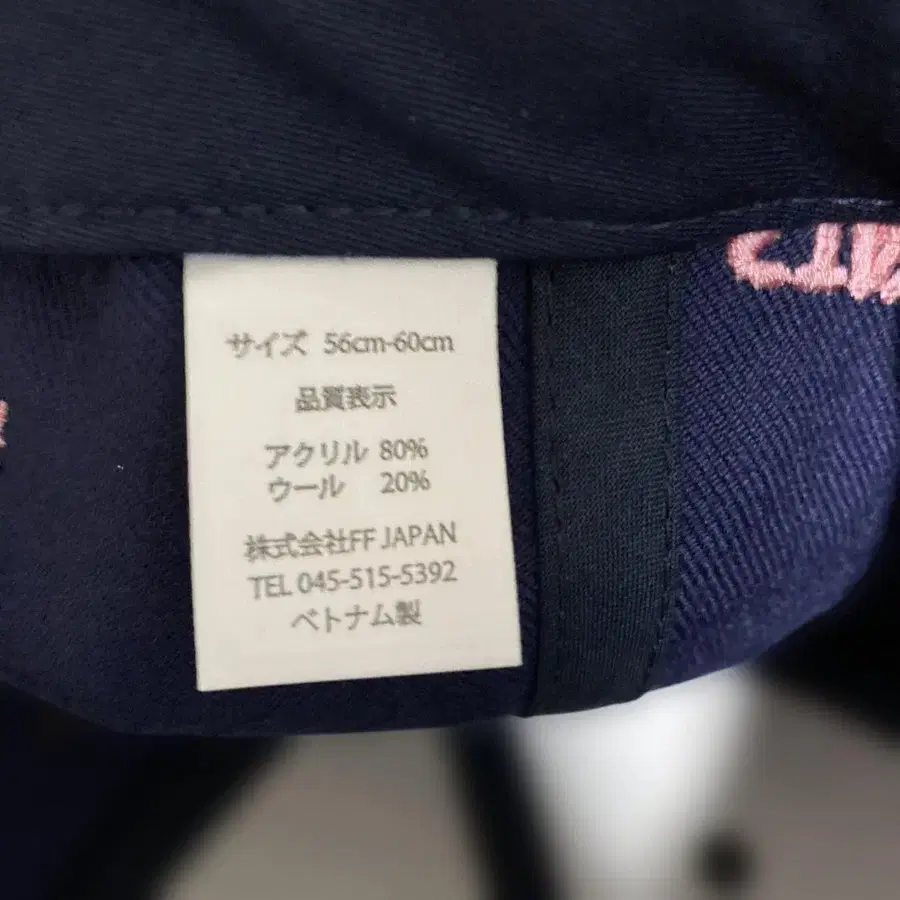 サイズ 56cm-60cm
品質表示
アクリル 80%
ウール 20%
株式会社FF JAPAN
TEL 045-515-5392
ベトナム製